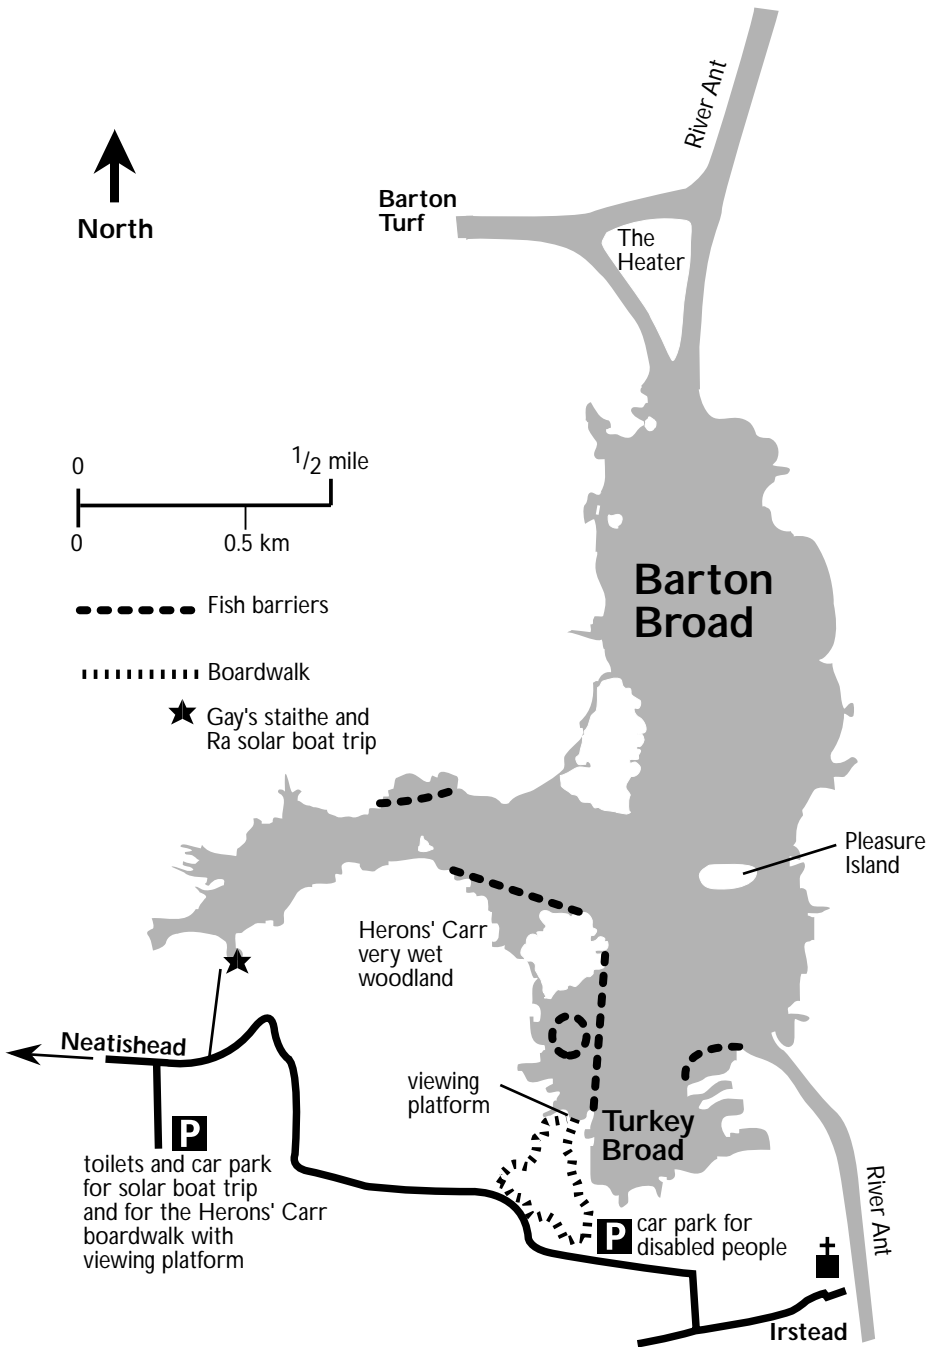 River Ant
North
Barton
Turf
The
Heater
0
1/2 mile
0
0.5 km
Barton
Broad
Fish barriers
Boardwalk
Gay's staithe and
Ra solar boat trip
Pleasure
Island
Herons' Carr
very wet
woodland
Neatishead
viewing
platform
Turkey
Broad
P
toilets and car park
for solar boat trip
and for the Herons' Carr
boardwalk with
viewing platform
P
car park for
disabled people
River Ant
Irstead